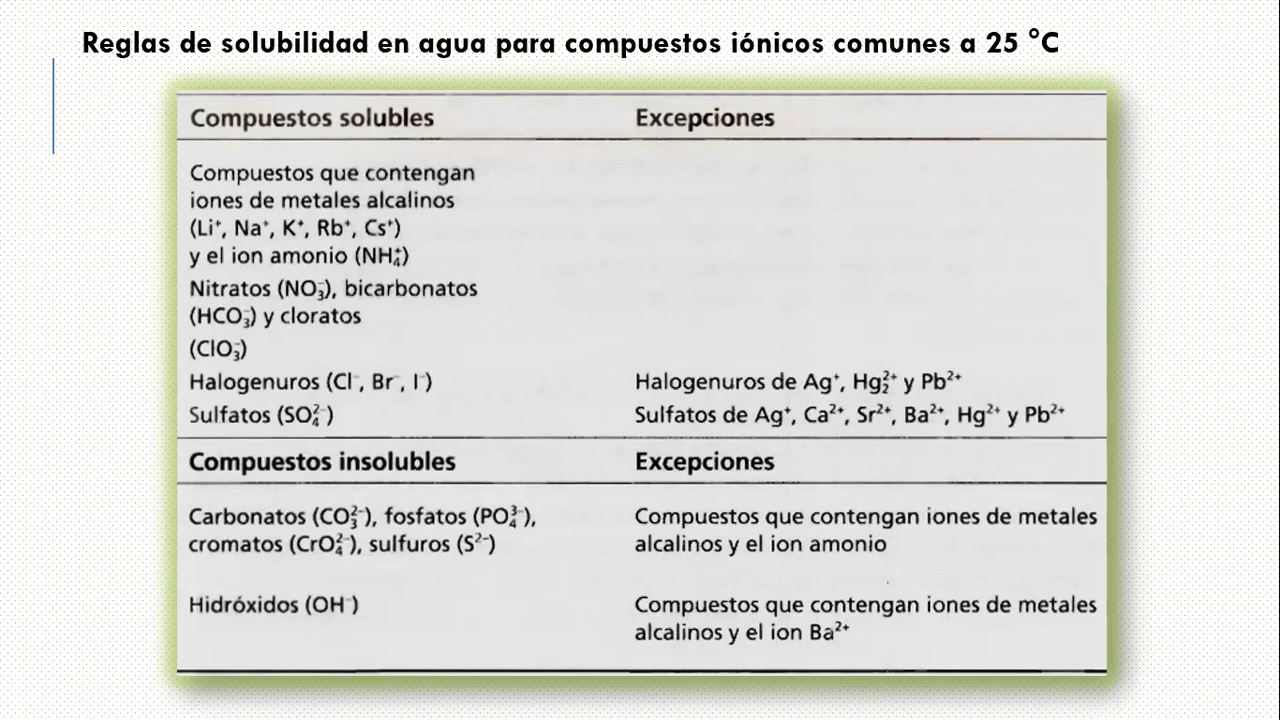 Reglas de solubilidad en agua para compuestos iónicos comunes a 25 °C
Compuestos solubles Excepciones
Compuestos que contengan
iones de metales alcalinos
(Li⁺, Na⁺, K⁺, Rb⁺, Cs⁺)
y el ion amonio (NH₄⁺)
Nitratos (NO₃⁻), bicarbonatos
(HCO₃⁻) y cloratos
(ClO₃⁻)
Halogenuros (Cl⁻, Br⁻, I⁻) Halogenuros de Ag⁺, Hg₂²⁺ y Pb²⁺
Sulfatos (SO₄²⁻) Sulfatos de Ag⁺, Ca²⁺, Sr²⁺, Ba²⁺, Hg²⁺ y Pb²⁺
Compuestos insolubles Excepciones
Carbonatos (CO₃²⁻), fosfatos (PO₄³⁻), Compuestos que contengan iones de metales
cromatos (CrO₄²⁻), sulfuros (S²⁻) alcalinos y el ion amonio
Hidróxidos (OH⁻) Compuestos que contengan iones de metales
alcalinos y el ion Ba²⁺